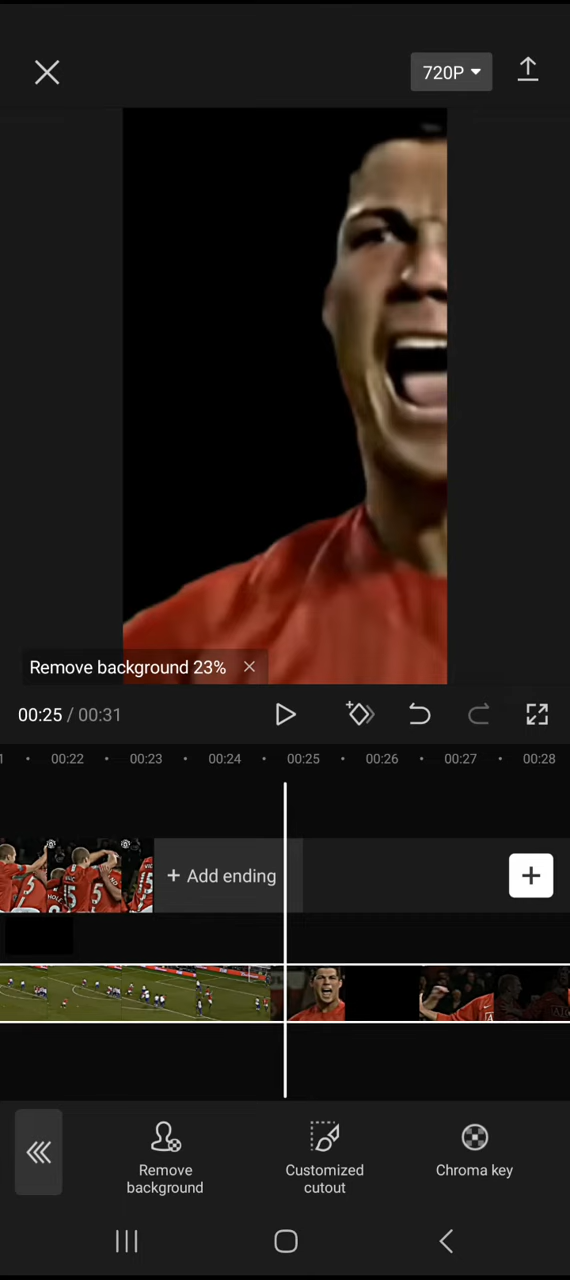 720P
Remove background 23%
00:25 / 00:31
00:22 00:23 00:24 00:25 00:26 00:27 00:28
+ Add ending
Remove
background
Customized
cutout
Chroma key